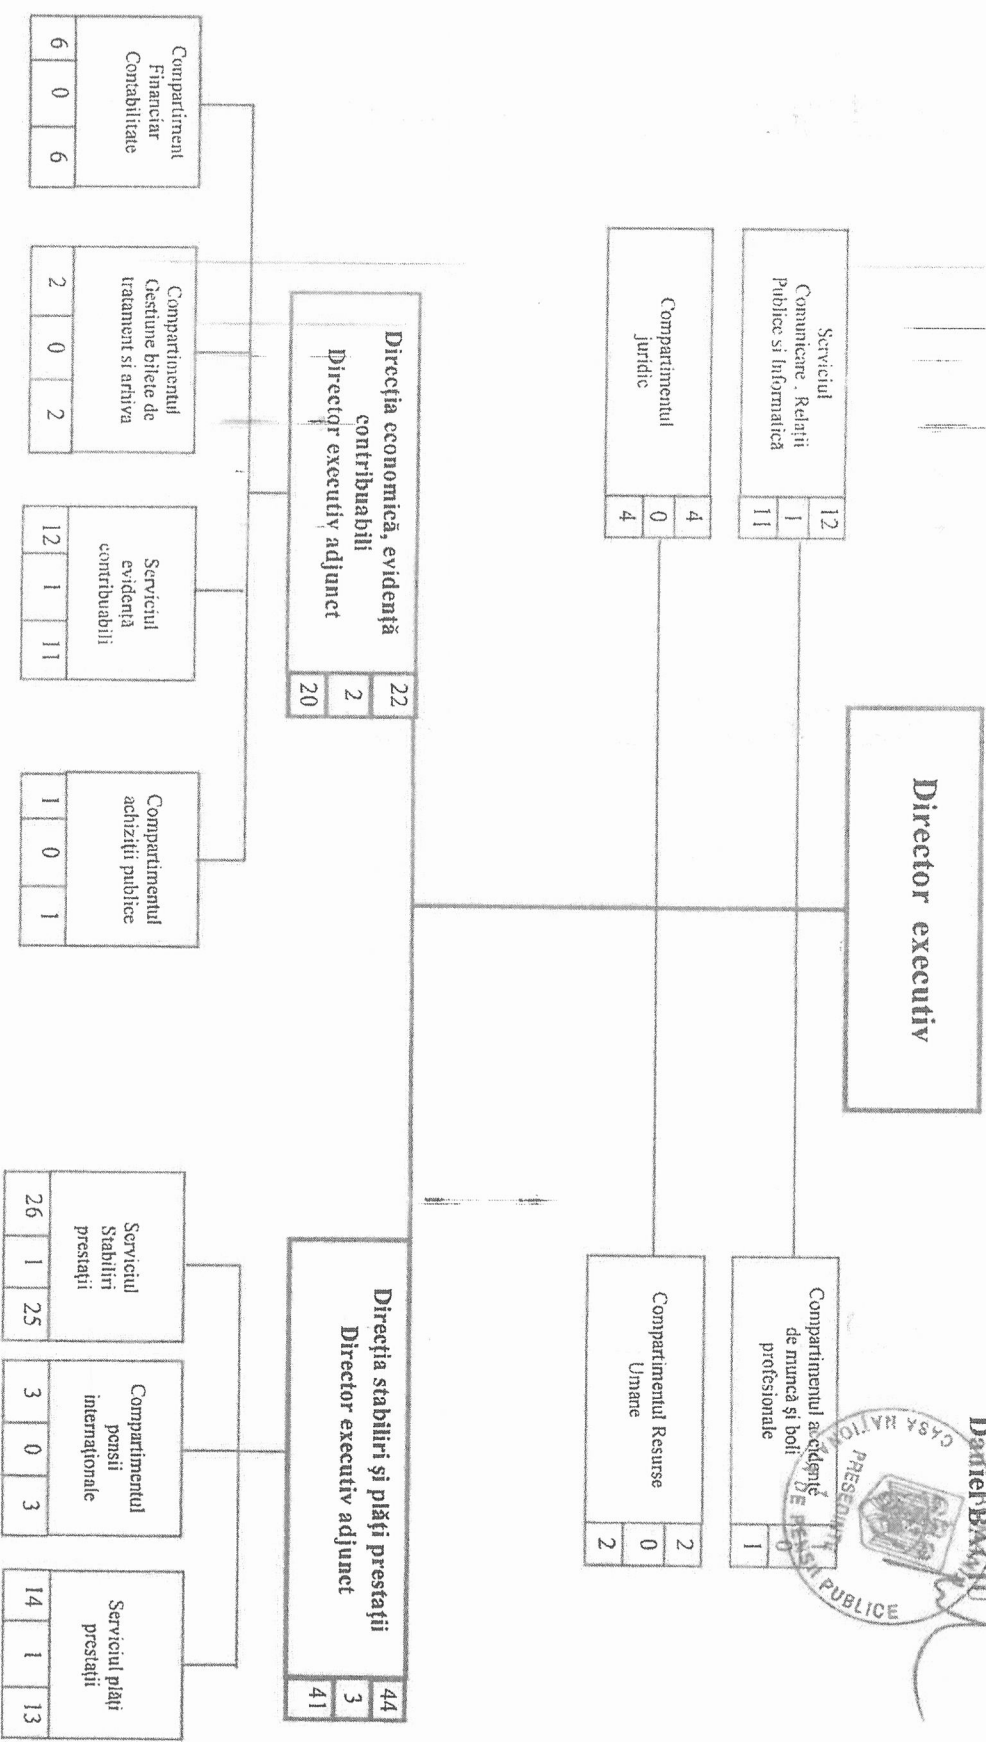 Director executiv
Serviciul
Comunicare . Relații
Publice si Informatică
12
1
11
Compartimentul accidente
de muncă și boli
profesionale
1
0
1
Compartimentul
juridic
4
0
4
Compartimentul Resurse
Umane
2
0
2
Direcția economică, evidență
contribuabili
Director executiv adjunct
22
2
20
Direcția stabiliri și plăți prestații
Director executiv adjunct
44
3
41
Compartiment
Financiar
Contabilitate
6 0 6
Compartimentul
Gestiune bilete de
tratament si arhiva
2 0 2
Serviciul
evidență
contribuabili
12 1 11
Compartimentul
achiziții publice
1 0 1
Serviciul
Stabiliri
prestații
26 1 25
Compartimentul
pensii
internaționale
3 0 3
Serviciul plăți
prestații
14 1 13
Daniel
CASA NAȚIONALĂ DE PENSII PUBLICE
PREȘEDINTE